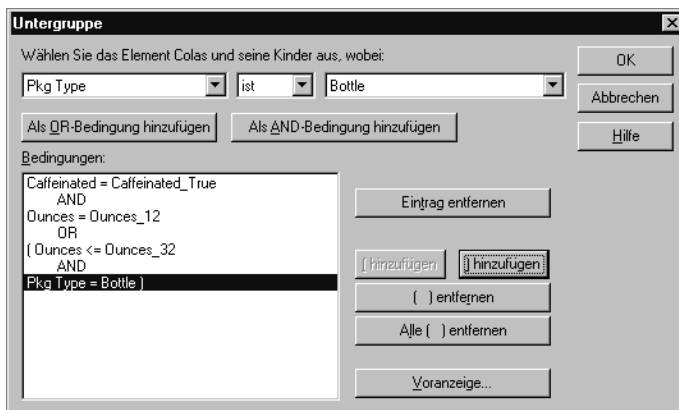 Untergruppe
Wählen Sie das Element Colas und seine Kinder aus, wobei:
Pkg Type ist Bottle
OK
Abbrechen
Hilfe
Als OR-Bedingung hinzufügen Als AND-Bedingung hinzufügen
Bedingungen:
Caffeinated = Caffeinated_True
AND
Ounces = Ounces_12
OR
( Ounces <= Ounces_32
AND
Pkg Type = Bottle )
Eintrag entfernen
( hinzufügen ) hinzufügen
( ) entfernen
Alle ( ) entfernen
Voranzeige...